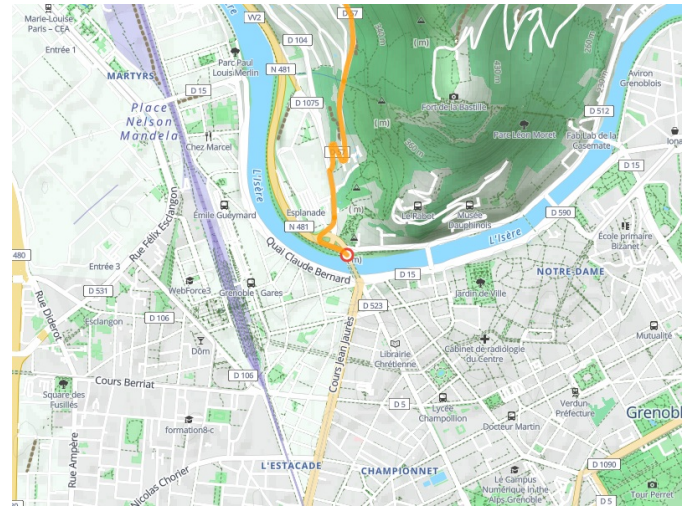 Marie-Louise
Paris – CEA
VV2
D 57
D 104
Entrée 1
Parc Paul
Louis Merlin
N 481
[ m]
MARTYRS
D 15
D 1075
Fort de la Bastille
Aviron
Grenoblois
Place
Nelson
Mandela
[ m]
Parc Léon Moret
D 512
Fab Lab de la
Casemate
Chez Marcel
D 15
L'Isère
Rue Félix Esclangon
Émile Gueymard
Esplanade
[ m]
Le Rabot
Musée
Dauphinois
D 590
N 481
L'Isère
École primaire
Bizanet
480
Quai Claude Bernard
Entrée 3
D 15
NOTRE-DAME
D 531
WebForce3
Grenoble - Gares
Jardin de Ville
Rue Diderot
Esclangon
D 106
D 523
Mutualité
Dôm
Librairie
Chrétienne
Cabinet de radiologie
du Centre
Cours Jean Jaurès
D 106
Cours Berriat
Square des
Fusillés
D 5
Lycée
Champollion
Verdun
Préfecture
Docteur Martin
formation8-c
Rue Ampère
D 1090
L'ESTACADE
CHAMPIONNET
Nicolas Chorier
Le Campus
Numérique In the
Alps Grenoble
D 5
Tour Perret